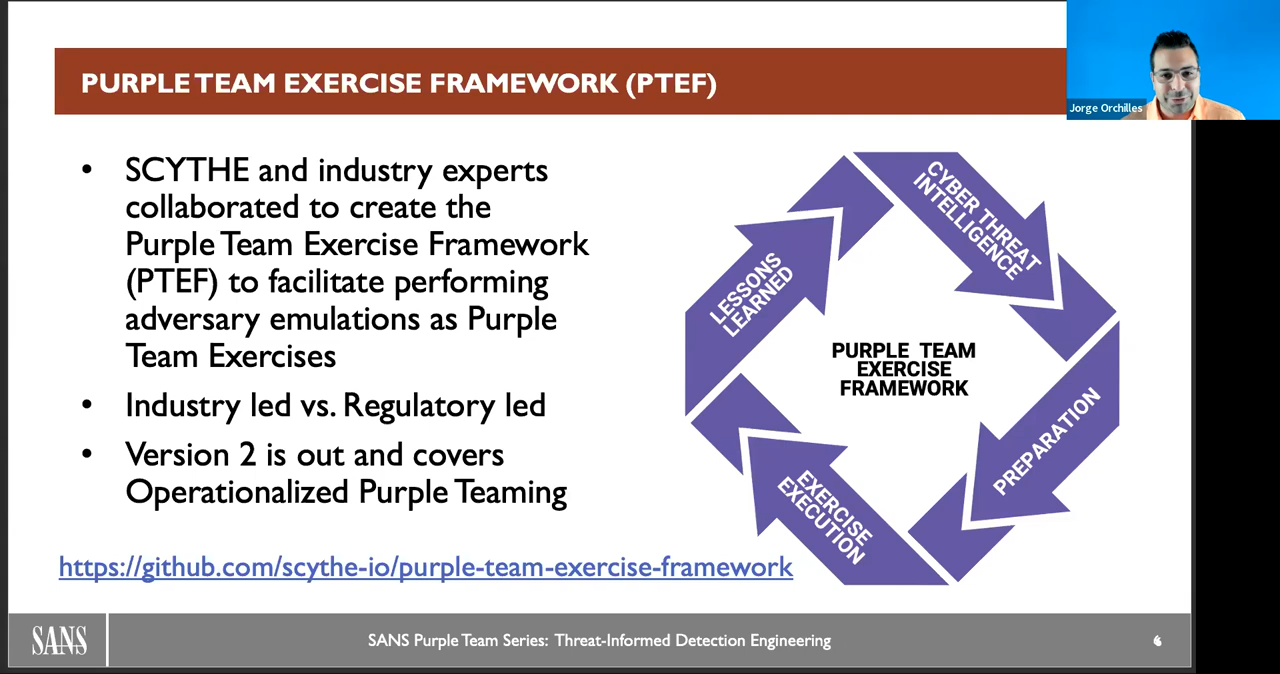 PURPLE TEAM EXERCISE FRAMEWORK (PTEF)
Jorge Orchilles
• SCYTHE and industry experts
collaborated to create the
Purple Team Exercise Framework
(PTEF) to facilitate performing
adversary emulations as Purple
Team Exercises
• Industry led vs. Regulatory led
• Version 2 is out and covers
Operationalized Purple Teaming
https://github.com/scythe-io/purple-team-exercise-framework
CYBER THREAT
INTELLIGENCE
PREPARATION
EXERCISE
EXECUTION
LESSONS
LEARNED
PURPLE TEAM
EXERCISE
FRAMEWORK
SANS
SANS Purple Team Series: Threat-Informed Detection Engineering